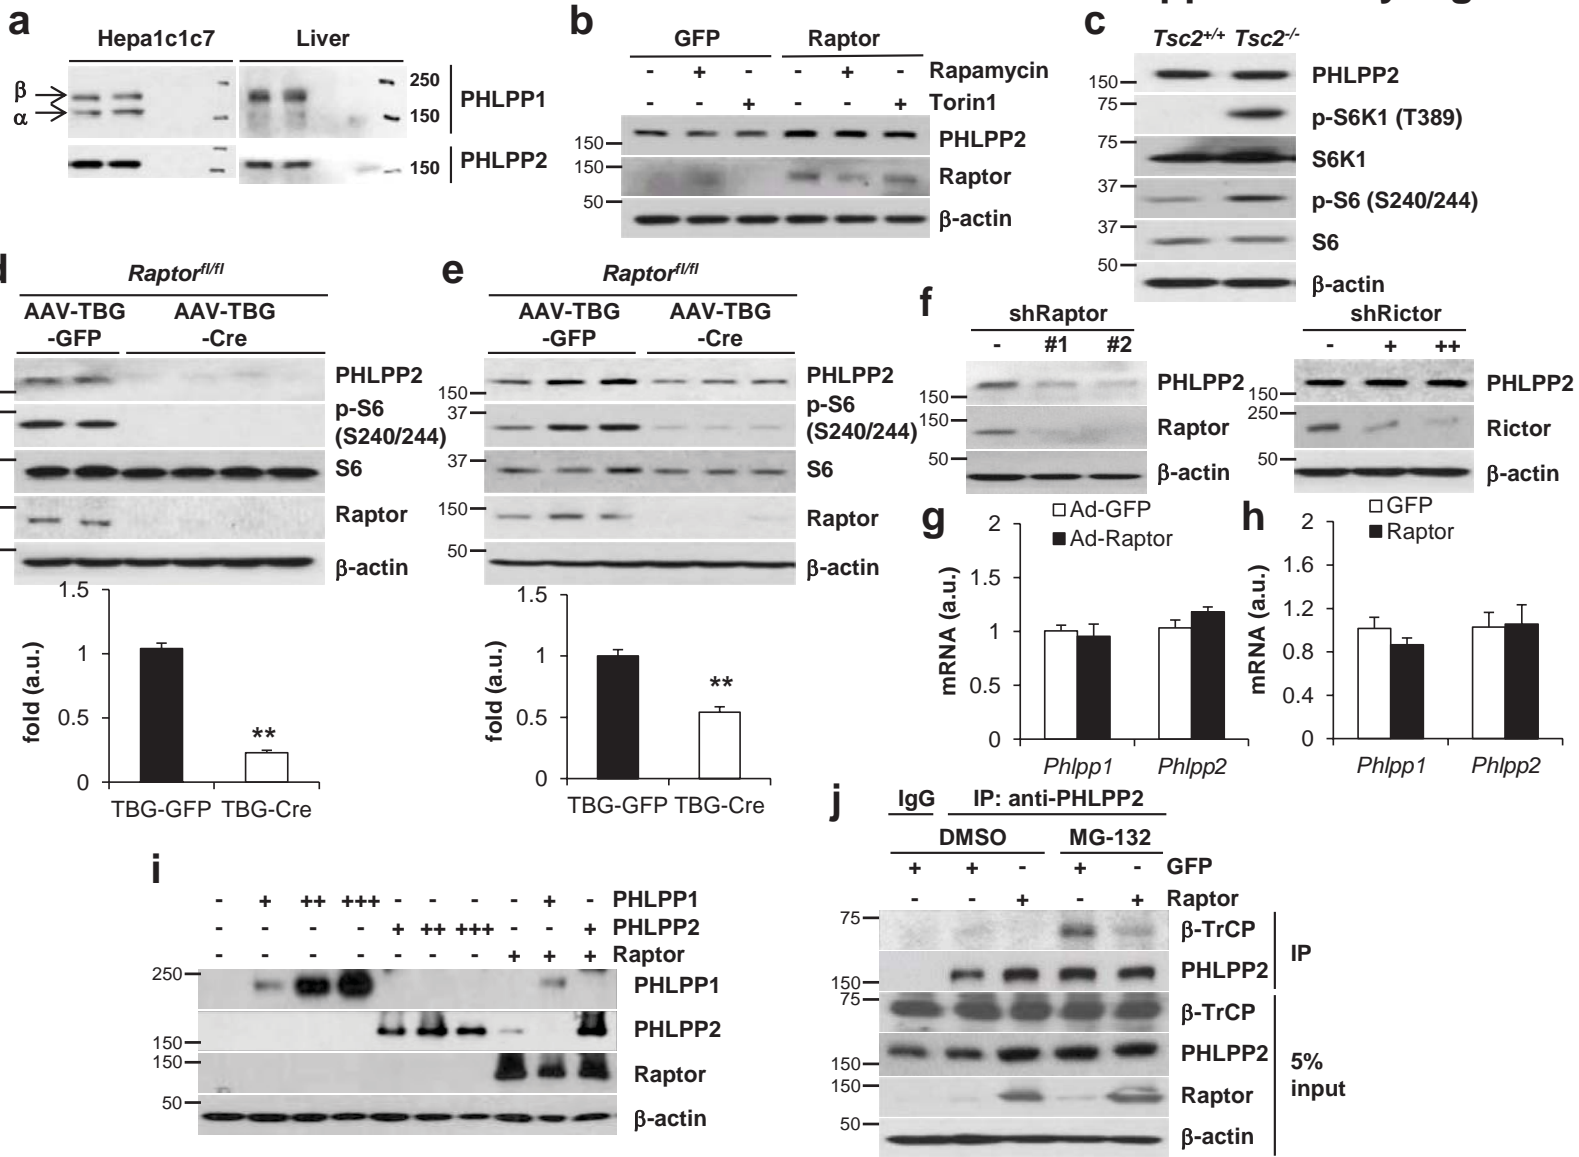 a
Hepa1c1c7 Liver
β
α
250
150
PHLPP1
150
PHLPP2
b
GFP Raptor
- + - - + - Rapamycin
- - + - - + Torin1
150 PHLPP2
150 Raptor
50 β-actin
c
Tsc2+/+ Tsc2-/-
150 PHLPP2
75 p-S6K1 (T389)
75 S6K1
37 p-S6 (S240/244)
37 S6
50 β-actin
Raptorfl/fl
AAV-TBG AAV-TBG
-GFP -Cre
PHLPP2
p-S6
(S240/244)
S6
Raptor
β-actin
1.5
1
0.5
0
fold (a.u.)
**
TBG-GFP TBG-Cre
e
Raptorfl/fl
AAV-TBG AAV-TBG
-GFP -Cre
150 PHLPP2
37 p-S6
(S240/244)
37 S6
150 Raptor
50 β-actin
1.5
1
0.5
0
fold (a.u.)
**
TBG-GFP TBG-Cre
f
shRaptor
- #1 #2
150 PHLPP2
150 Raptor
50 β-actin
shRictor
- + ++
150 PHLPP2
250 Rictor
50 β-actin
g
Ad-GFP
Ad-Raptor
2
1.5
1
0.5
0
mRNA (a.u.)
Phlpp1 Phlpp2
h
GFP
Raptor
2
1.6
1.2
0.8
0.4
0
mRNA (a.u.)
Phlpp1 Phlpp2
i
- + ++ +++ - - - - + - PHLPP1
- - - - + ++ +++ - - + PHLPP2
- - - - - - - + + + Raptor
250 PHLPP1
150 PHLPP2
150 Raptor
50 β-actin
j
IgG IP: anti-PHLPP2
DMSO MG-132
+ + - + - GFP
- - + - + Raptor
75 β-TrCP
150 PHLPP2
IP
75 β-TrCP
150 PHLPP2
150 Raptor
50 β-actin
5%
input